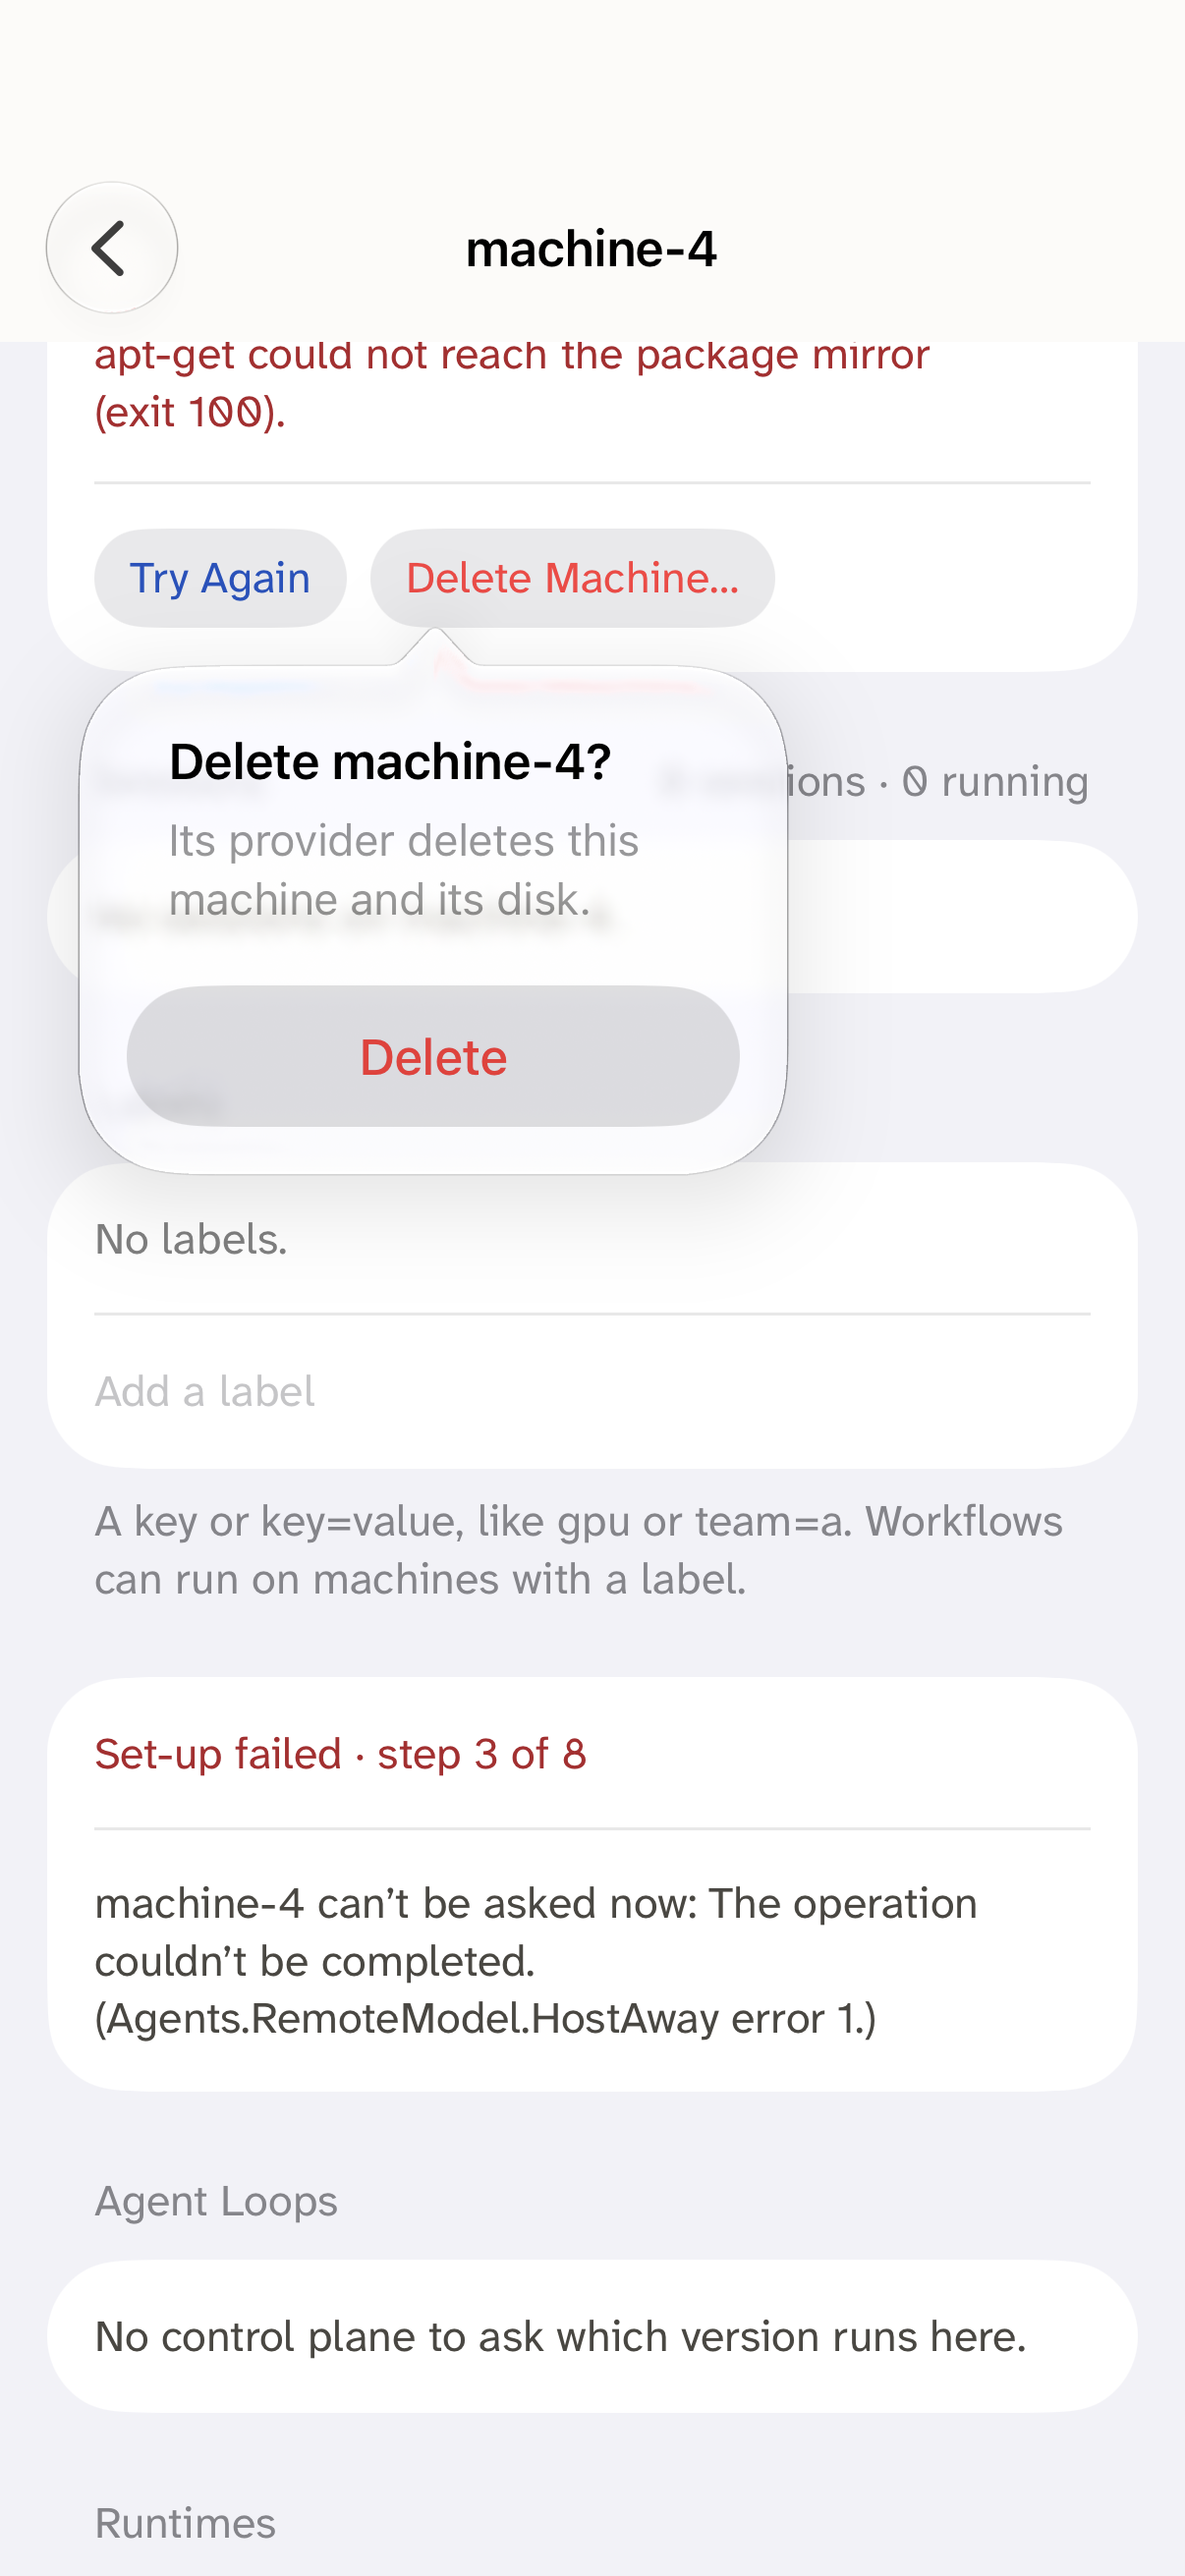 machine-4
apt-get could not reach the package mirror
(exit 100).
Try Again
Delete Machine...
Delete machine-4?
ions · 0 running
Its provider deletes this
machine and its disk.
Delete
No labels.
Add a label
A key or key=value, like gpu or team=a. Workflows
can run on machines with a label.
Set-up failed · step 3 of 8
machine-4 can’t be asked now: The operation
couldn’t be completed.
(Agents.RemoteModel.HostAway error 1.)
Agent Loops
No control plane to ask which version runs here.
Runtimes